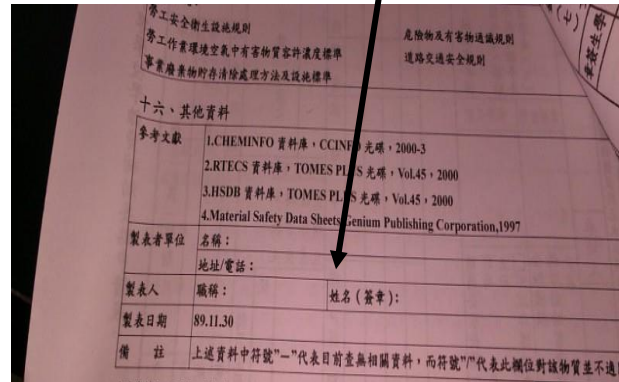 勞工安全衛生設施規則
危險物及有害物通識規則
勞工作業環境空氣中有害物質容許濃度標準
道路交通安全規則
事業廢棄物貯存清除處理方法及設施標準
十六、其他資料
參考文獻 1.CHEMINFO 資料庫，CCINFO 光碟，2000-3
2.RTECS 資料庫，TOMES PLUS 光碟，Vol.45，2000
3.HSDB 資料庫，TOMES PLUS 光碟，Vol.45，2000
4.Material Safety Data Sheets Genium Publishing Corporation,1997
製表者單位 名稱：
地址/電話：
製表人 職稱： 姓名（簽章）：
製表日期 89.11.30
備 註 上述資料中符號"－"代表目前查無相關資料，而符號"/"代表此欄位對該物質並不適